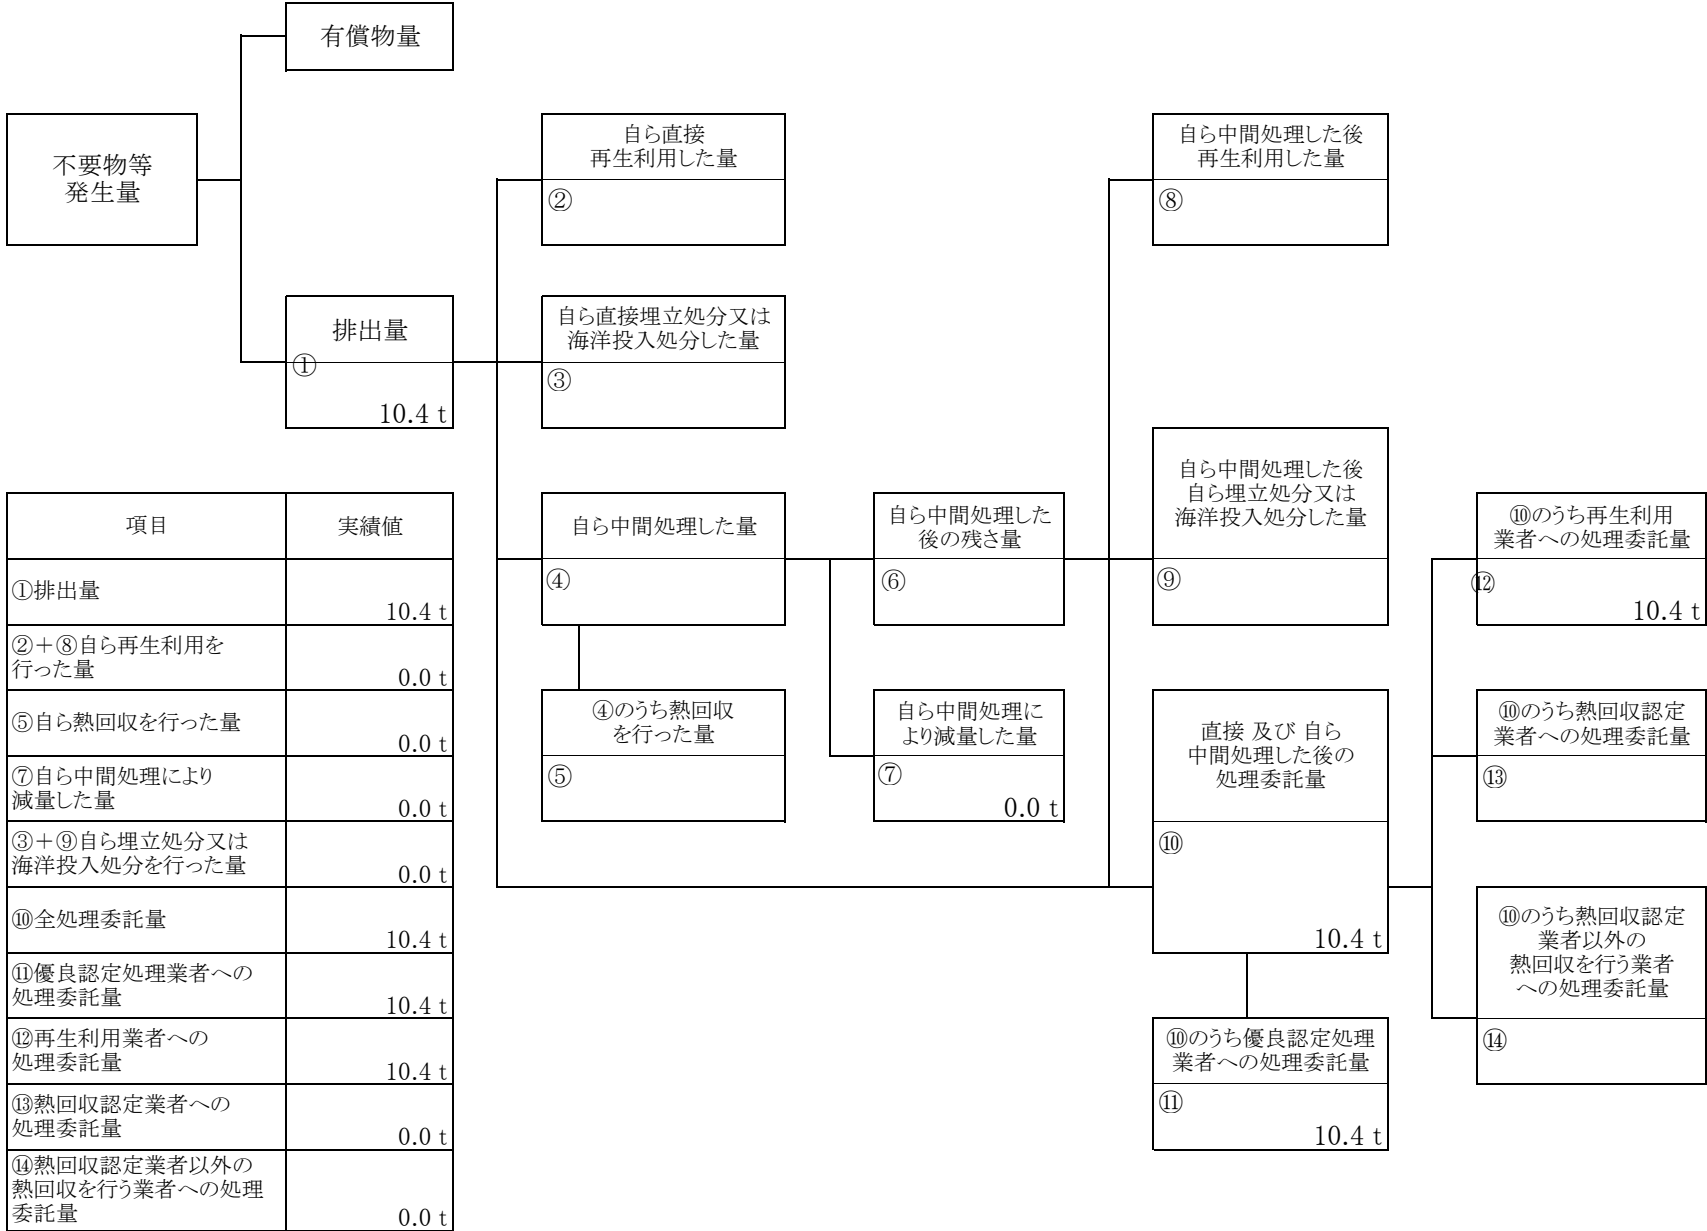 有償物量
不要物等
発生量
自ら直接
再生利用した量
②
自ら中間処理した後
再生利用した量
⑧
排出量
①
10.4 t
自ら直接埋立処分又は
海洋投入処分した量
③
自ら中間処理した量
④
自ら中間処理した
後の残さ量
⑥
自ら中間処理した後
自ら埋立処分又は
海洋投入処分した量
⑨
⑩のうち再生利用
業者への処理委託量
⑫
10.4 t
④のうち熱回収
を行った量
⑤
自ら中間処理に
より減量した量
⑦
0.0 t
直接 及び 自ら
中間処理した後の
処理委託量
⑩
10.4 t
⑩のうち熱回収認定
業者への処理委託量
⑬
⑩のうち熱回収認定
業者以外の
熱回収を行う業者
への処理委託量
⑭
⑩のうち優良認定処理
業者への処理委託量
⑪
10.4 t
項目 実績値
①排出量
10.4 t
②＋⑧自ら再生利用を
行った量
0.0 t
⑤自ら熱回収を行った量
0.0 t
⑦自ら中間処理により
減量した量
0.0 t
③＋⑨自ら埋立処分又は
海洋投入処分を行った量
0.0 t
⑩全処理委託量
10.4 t
⑪優良認定処理業者への
処理委託量
10.4 t
⑫再生利用業者への
処理委託量
10.4 t
⑬熱回収認定業者への
処理委託量
0.0 t
⑭熱回収認定業者以外の
熱回収を行う業者への処理
委託量
0.0 t